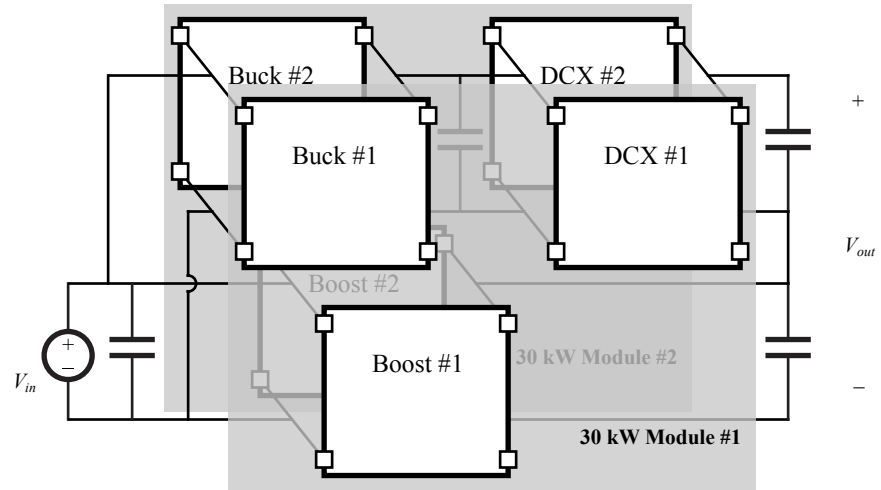 Buck #2
DCX #2
Buck #1
DCX #1
+
V_out
−
Boost #2
+
−
V_in
Boost #1
30 kW Module #2
30 kW Module #1